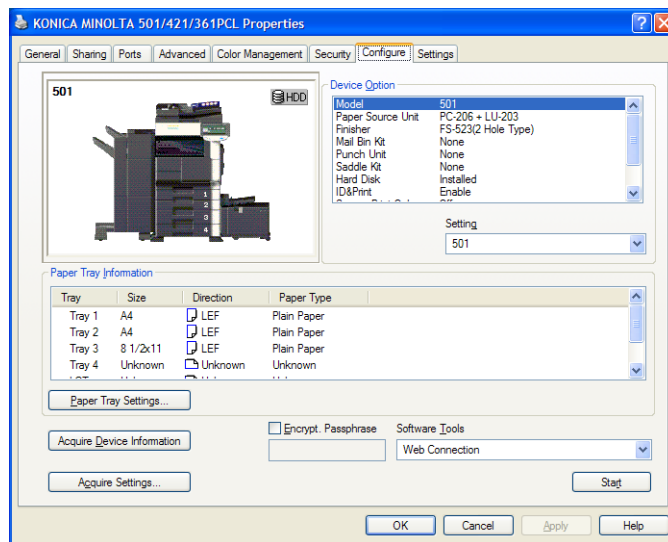 KONICA MINOLTA 501/421/361PCL Properties
General Sharing Ports Advanced Color Management Security Configure Settings
501
HDD
1
2
3
4
Device Option
Model 501
Paper Source Unit PC-206 + LU-203
Finisher FS-523(2 Hole Type)
Mail Bin Kit None
Punch Unit None
Saddle Kit None
Hard Disk Installed
ID&Print Enable
Setting
501
Paper Tray Information
Tray Size Direction Paper Type
Tray 1 A4 LEF Plain Paper
Tray 2 A4 LEF Plain Paper
Tray 3 8 1/2x11 LEF Plain Paper
Tray 4 Unknown Unknown Unknown
Paper Tray Settings...
Acquire Device Information
Encrypt. Passphrase
Software Tools
Web Connection
Acquire Settings...
Start
OK Cancel Apply Help